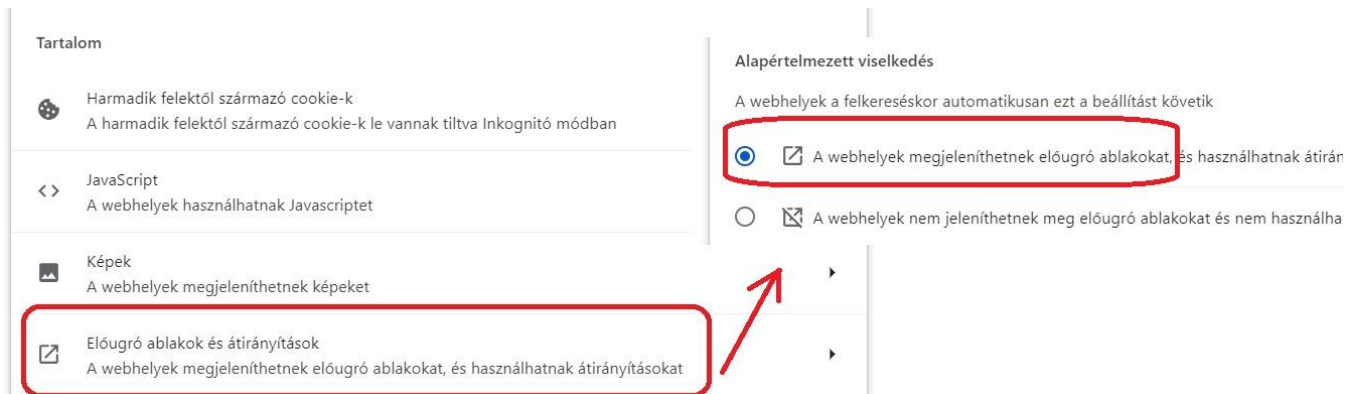 Tartalom
Harmadik felektől származó cookie-k
A harmadik felektől származó cookie-k le vannak tiltva Inkognitó módban
JavaScript
A webhelyek használhatnak Javascriptet
Képek
A webhelyek megjeleníthetnek képeket
Előugró ablakok és átirányítások
A webhelyek megjeleníthetnek előugró ablakokat, és használhatnak átirányításokat
Alapértelmezett viselkedés
A webhelyek a felkereséskor automatikusan ezt a beállítást követik
A webhelyek megjeleníthetnek előugró ablakokat, és használhatnak átirán
A webhelyek nem jeleníthetnek meg előugró ablakokat és nem használha